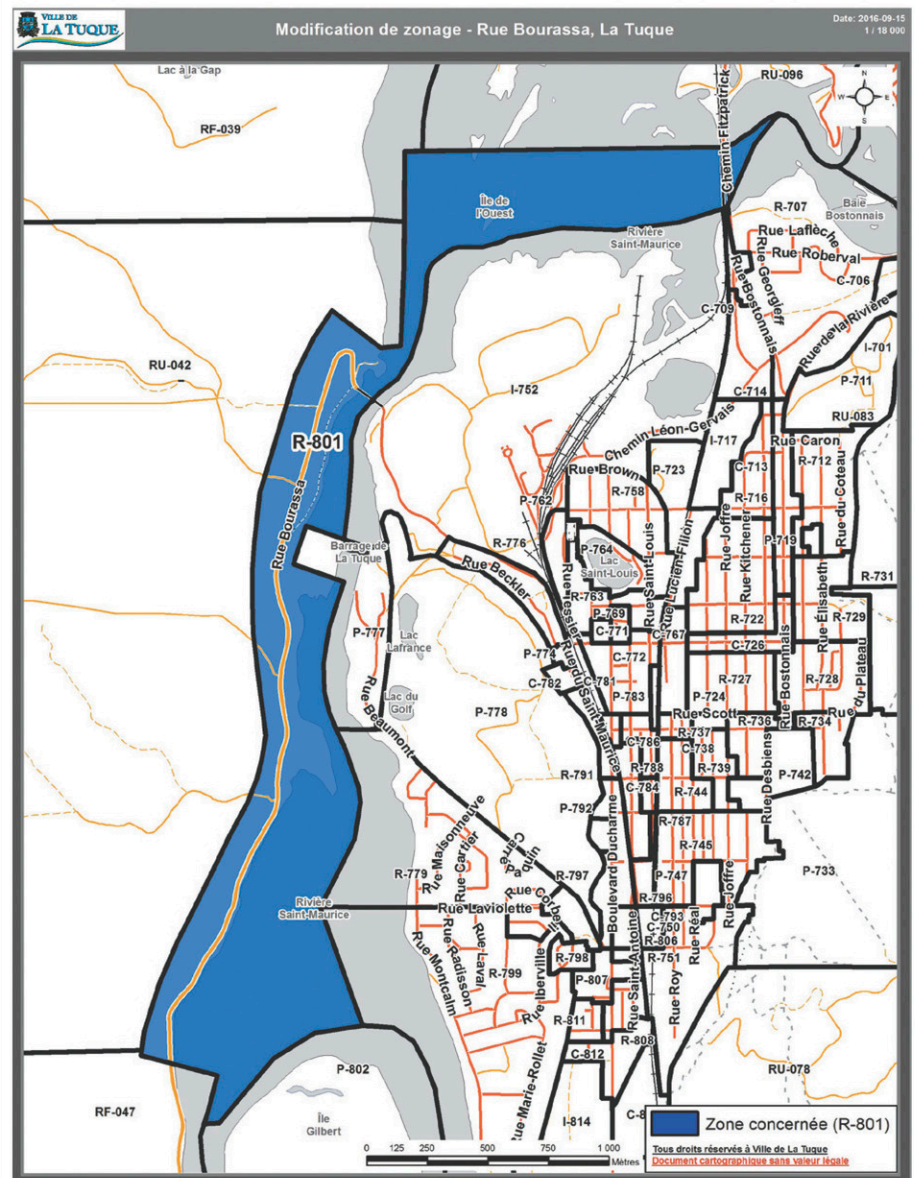 VILLE DE
LA TUQUE
Modification de zonage - Rue Bourassa, La Tuque
Date: 2016-09-15
1 / 18 000
Lac à la Gap
RU-096
N
W E
S
RF-039
Chemin Fitzpatrick
Île de
l'Ouest
R-707
Baie
Bostonnais
Rue Laflèche
Rivière
Saint-Maurice
Rue Roberval
Rue Georgieff
Rue Bostonnais
C-706
C-709
Rue de la Rivière
I-701
RU-042
I-752
P-711
C-714
RU-083
Chemin Léon-Gervais
I-717
R-801
Rue Caron
Rue Brown
P-723
C-713
R-712
R-758
R-716
Rue du Coteau
P-762
Rue Bourassa
Rue Joffre
Rue Kitchener
P-719
Barrage de
La Tuque
R-776
P-764
Lac
Saint-Louis
Rue Saint-Louis
Rue Lucien-Filion
Rue Beckler
Rue Tessier
R-763
R-731
Rue Élisabeth
P-769
R-722
R-729
P-777
Lac
Lafrance
C-771
C-767
C-726
P-774
C-772
Rue du Saint-Maurice
C-782
C-781
R-727
R-728
Rue Bostonnais
Rue du Plateau
Lac du
Golf
P-783
P-724
P-778
Rue Beaumont
Rue Scott
R-736
R-734
R-737
C-786
C-738
R-791
R-788
R-739
P-742
C-784
R-744
Rue Desbiens
P-792
Boulevard Ducharme
R-787
Rue Maisonneuve
Rue Cartier
R-745
R-779
R-797
P-747
P-733
R-796
Rivière
Saint-Maurice
Rue Laviolette
Rue Corbeil
C-793
C-750
Rue Réal
Rue Joffre
R-806
R-798
R-751
Rue Montcalm
Rue Radisson
Rue Laval
R-799
Rue Iberville
P-807
Rue Saint-Antoine
Rue Roy
R-811
R-808
P-802
C-812
RU-078
RF-047
Rue Marie-Rollet
Île
Gilbert
I-814
Zone concernée (R-801)
0 125 250 500 750 1 000
Mètres
Tous droits réservés à Ville de La Tuque
Document cartographique sans valeur légale